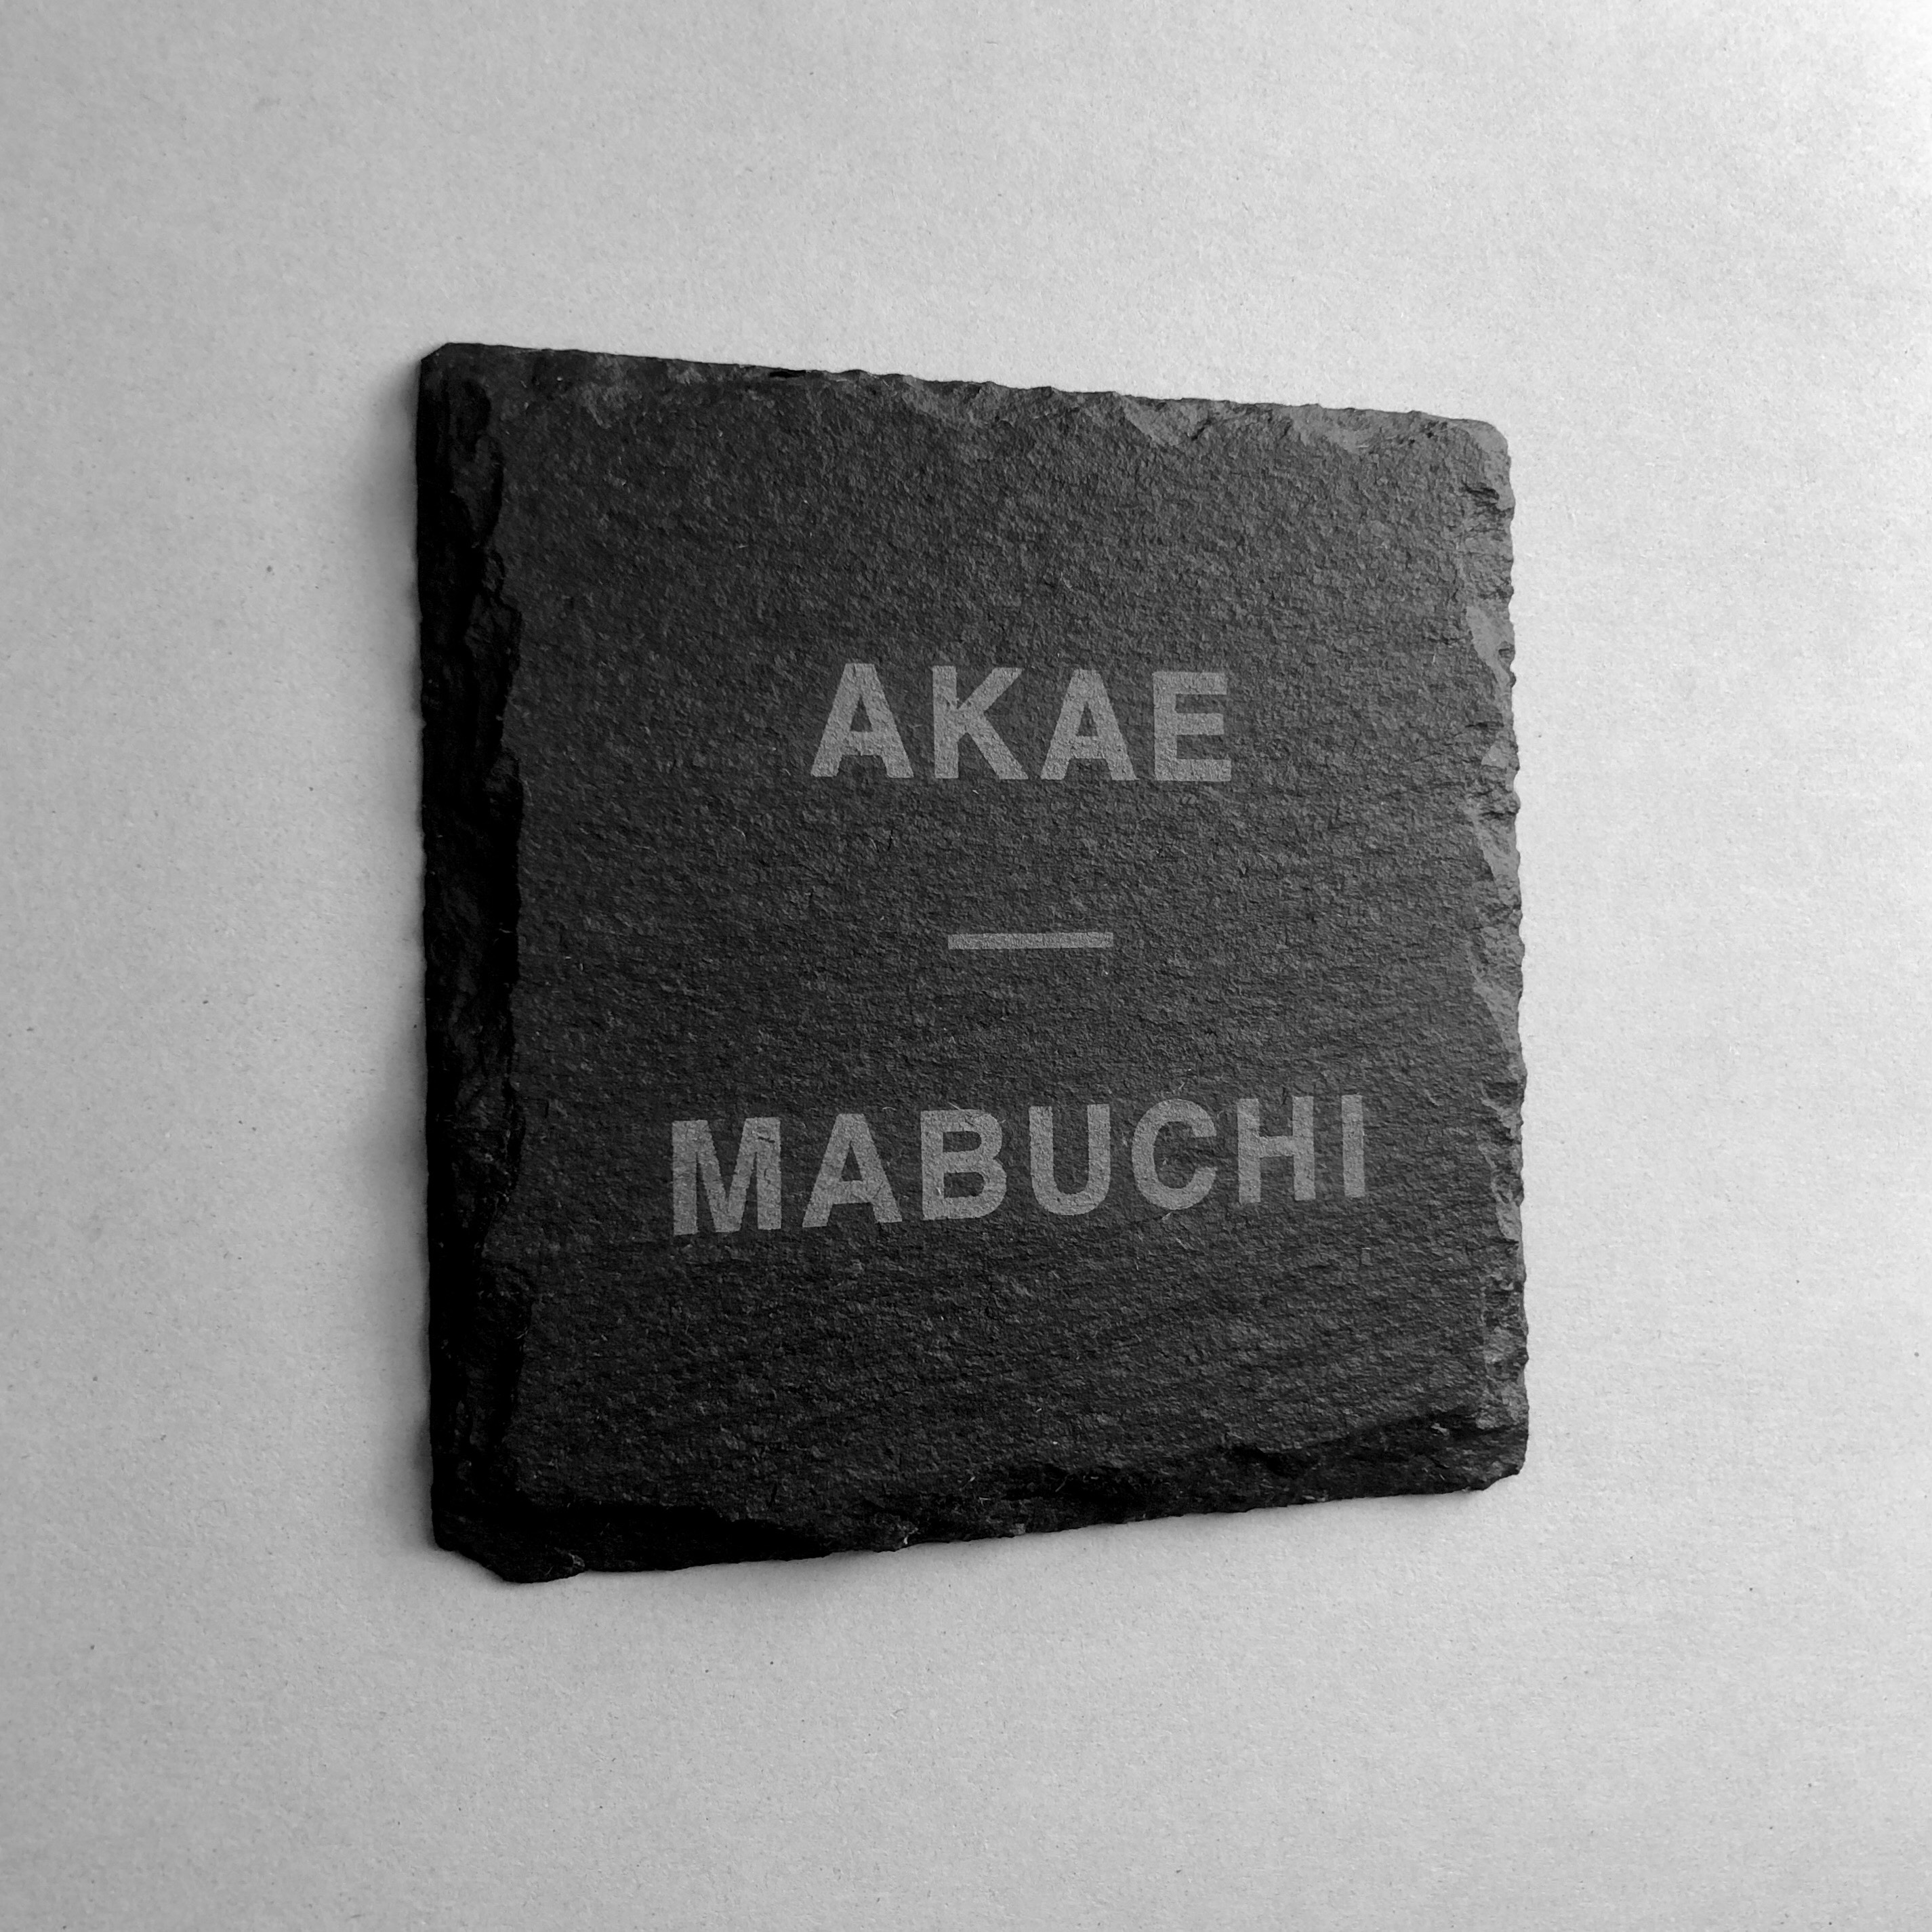 AKAE
—
MABUCHI